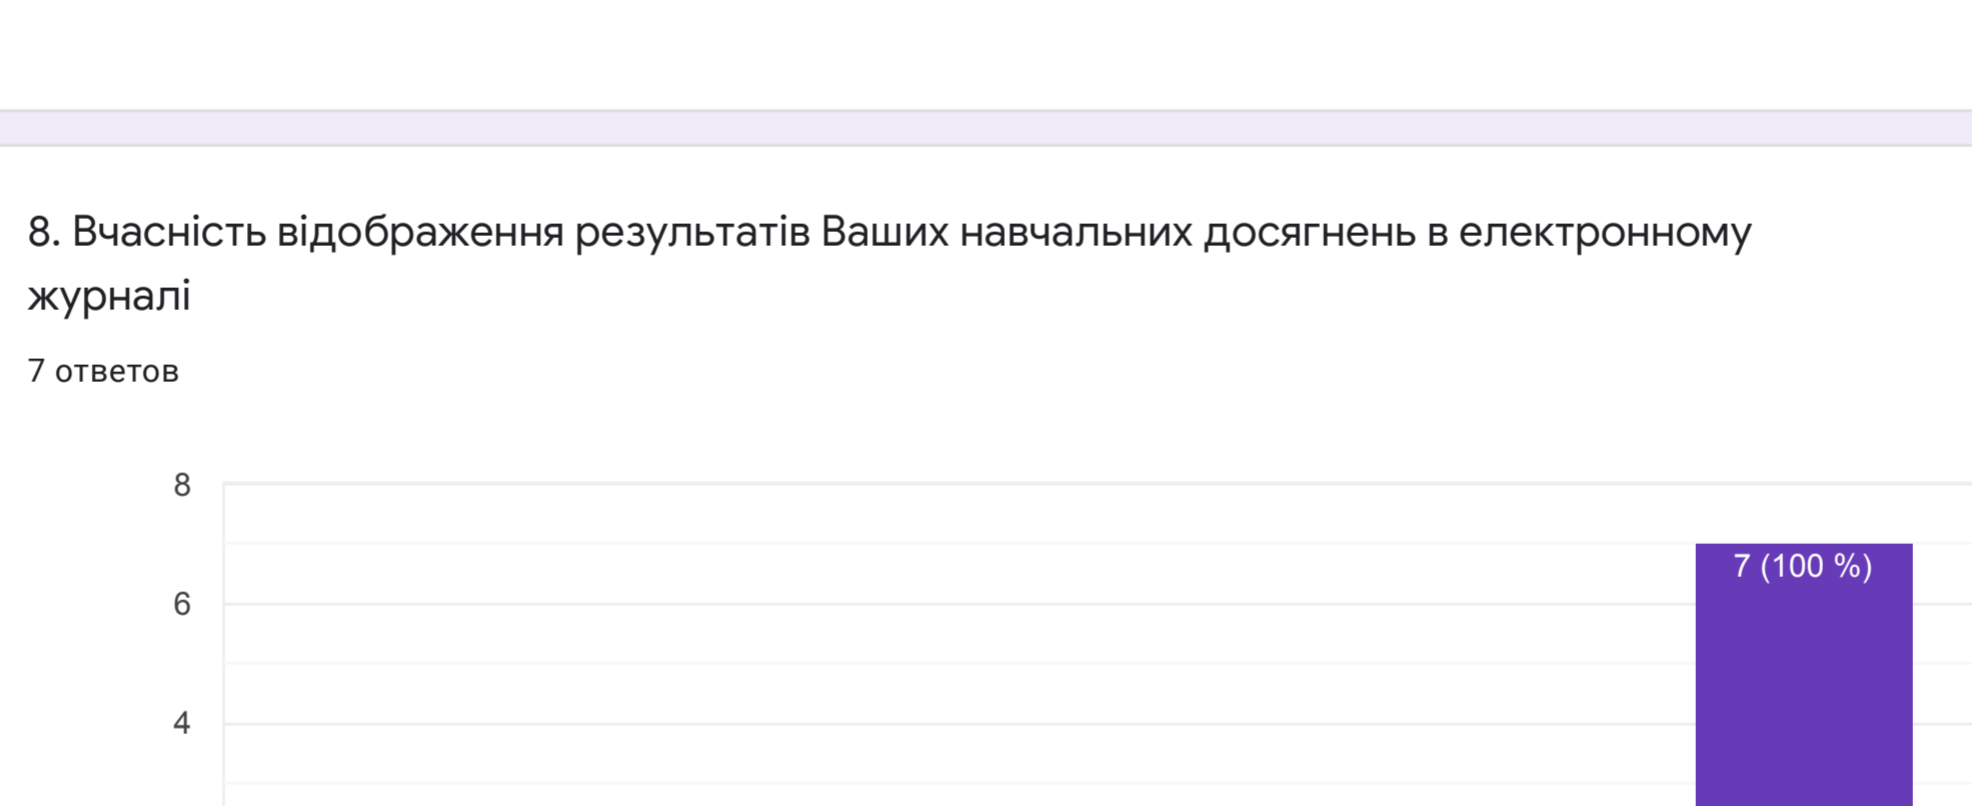 8. Вчасність відображення результатів Ваших навчальних досягнень в електронному
журналі
7 ответов
8
7 (100 %)
6
4